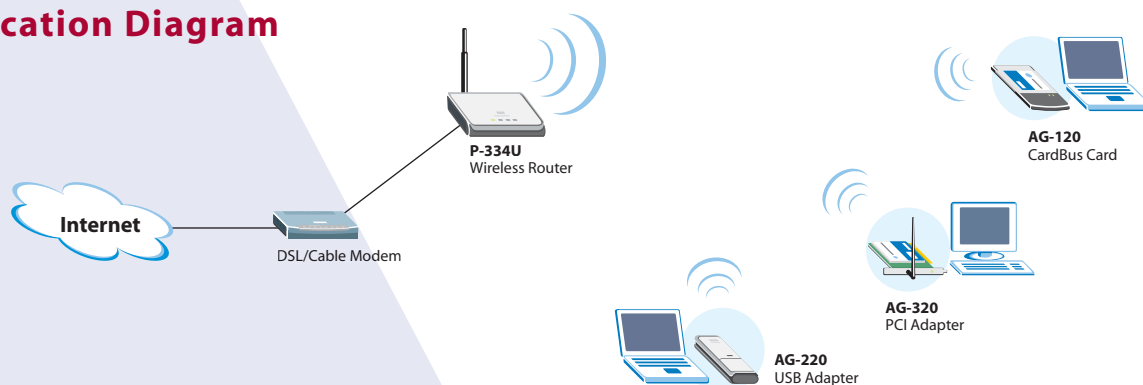 cation Diagram
P-334U
Wireless Router
AG-120
CardBus Card
Internet
DSL/Cable Modem
AG-320
PCI Adapter
AG-220
USB Adapter